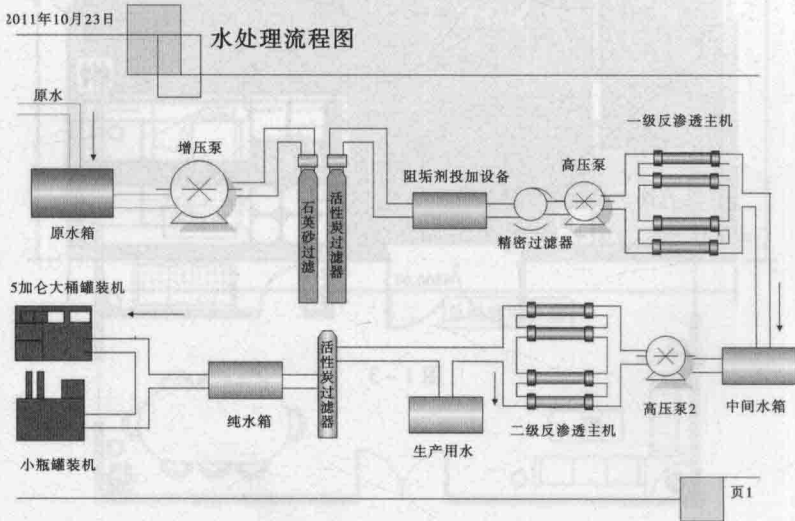 2011年10月23日
水处理流程图
原水
增压泵
原水箱
石英砂过滤
活性炭过滤器
阻垢剂投加设备
精密过滤器
高压泵
一级反渗透主机
5加仑大桶罐装机
小瓶罐装机
纯水箱
活性炭过滤器
生产用水
二级反渗透主机
高压泵2
中间水箱
页1